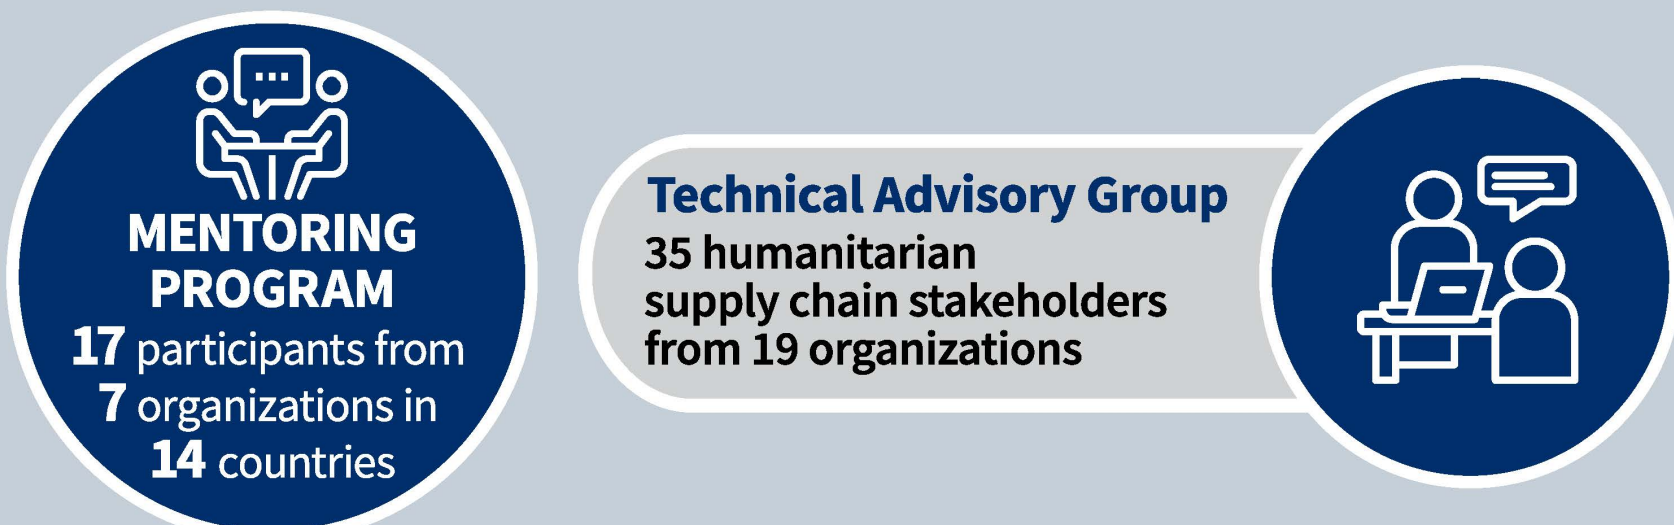 MENTORING
PROGRAM
17 participants from
7 organizations in
14 countries
Technical Advisory Group
35 humanitarian
supply chain stakeholders
from 19 organizations